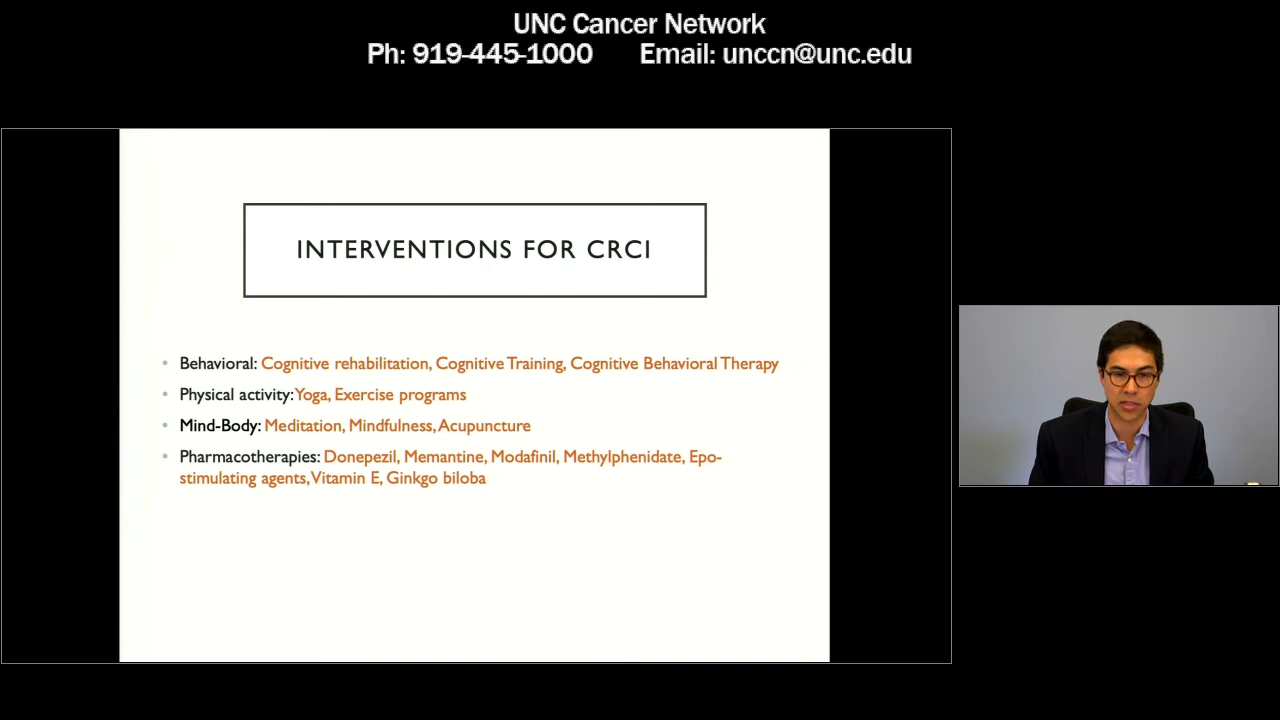 UNC Cancer Network
Ph: 919-445-1000 Email: unccn@unc.edu
INTERVENTIONS FOR CRCI
• Behavioral: Cognitive rehabilitation, Cognitive Training, Cognitive Behavioral Therapy
• Physical activity: Yoga, Exercise programs
• Mind-Body: Meditation, Mindfulness, Acupuncture
• Pharmacotherapies: Donepezil, Memantine, Modafinil, Methylphenidate, Epo-
stimulating agents, Vitamin E, Ginkgo biloba